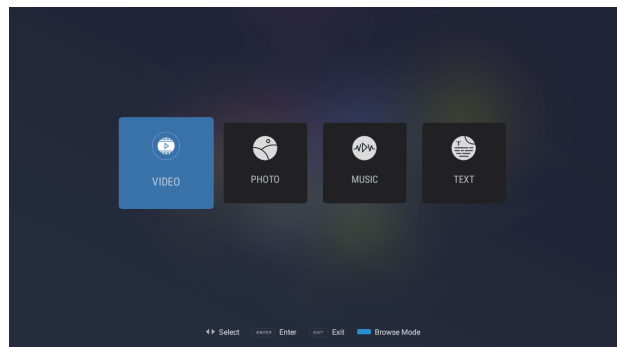 VIDEO PHOTO MUSIC TEXT
Select ENTER Enter EXIT Exit Browse Mode